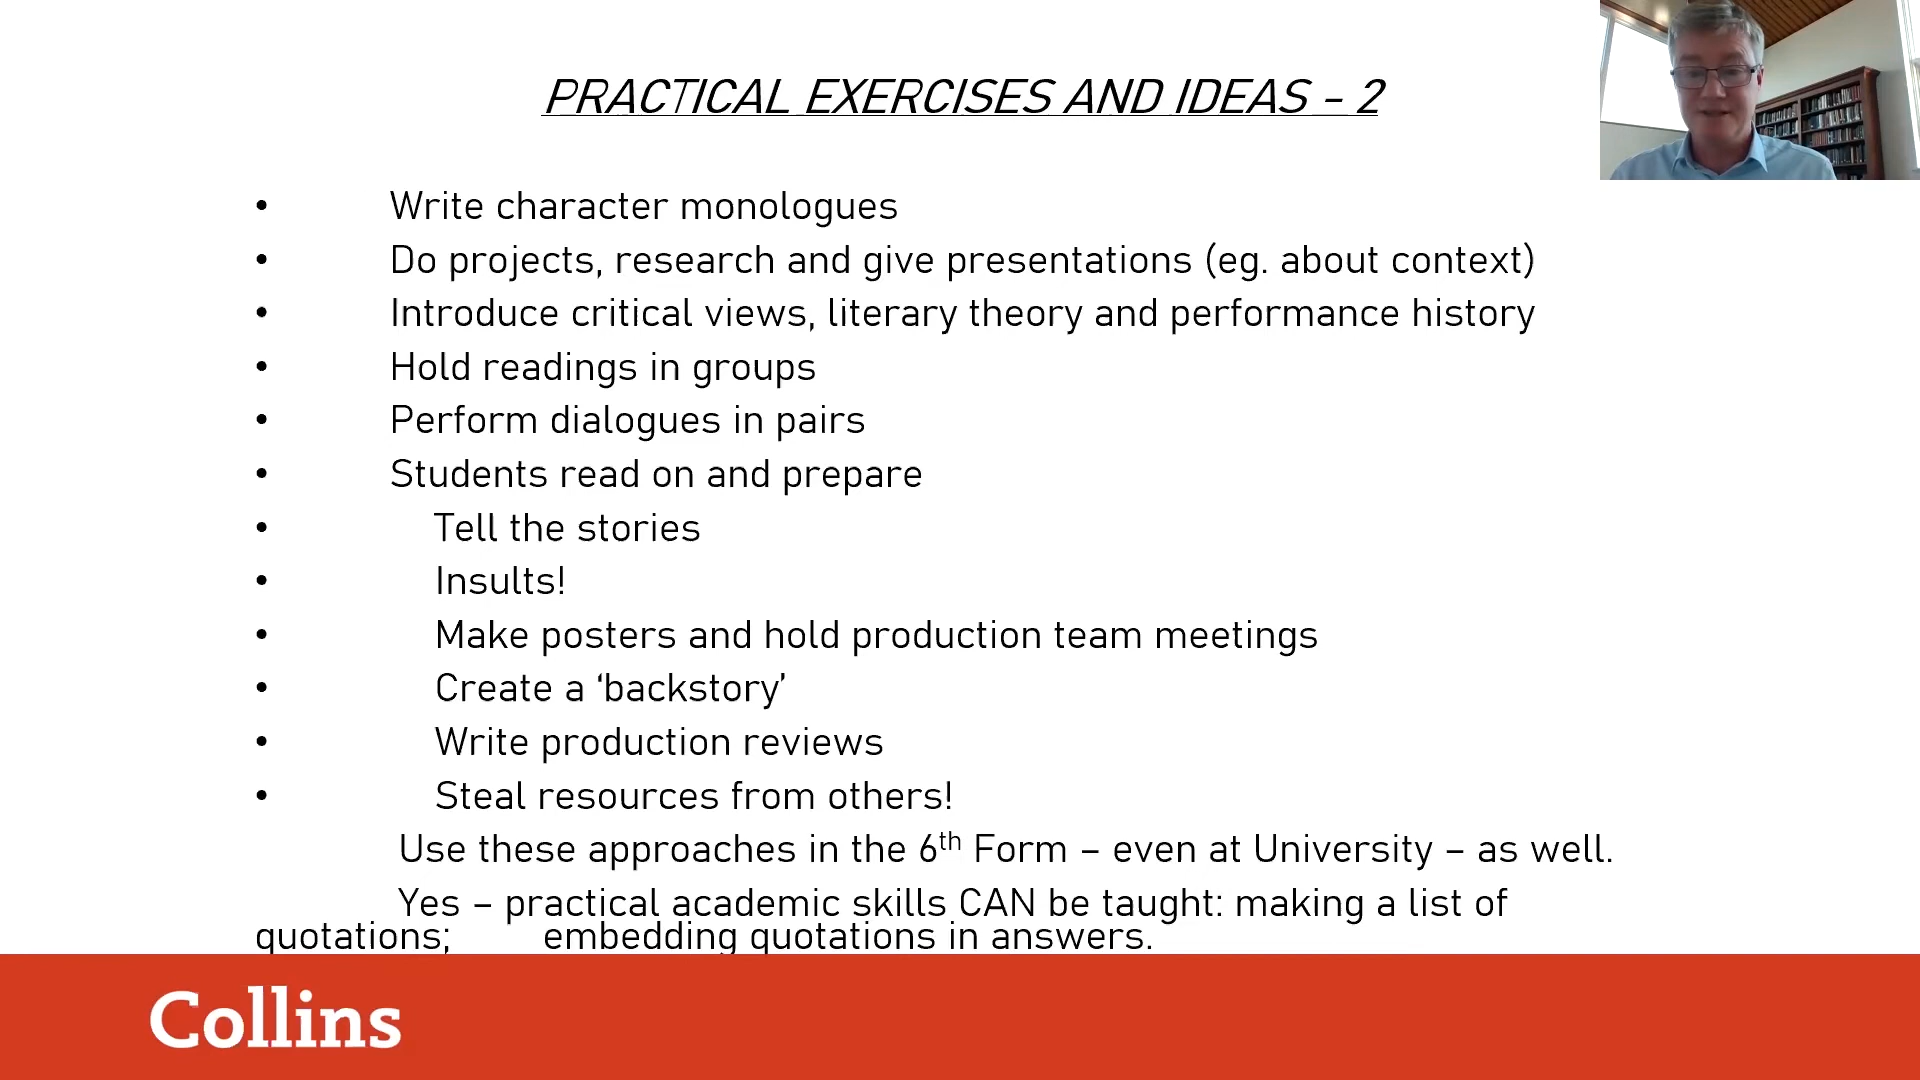 PRACTICAL EXERCISES AND IDEAS – 2
• Write character monologues
• Do projects, research and give presentations (eg. about context)
• Introduce critical views, literary theory and performance history
• Hold readings in groups
• Perform dialogues in pairs
• Students read on and prepare
• Tell the stories
• Insults!
• Make posters and hold production team meetings
• Create a ‘backstory’
• Write production reviews
• Steal resources from others!
Use these approaches in the 6th Form – even at University – as well.
Yes – practical academic skills CAN be taught: making a list of
quotations; embedding quotations in answers.
Collins